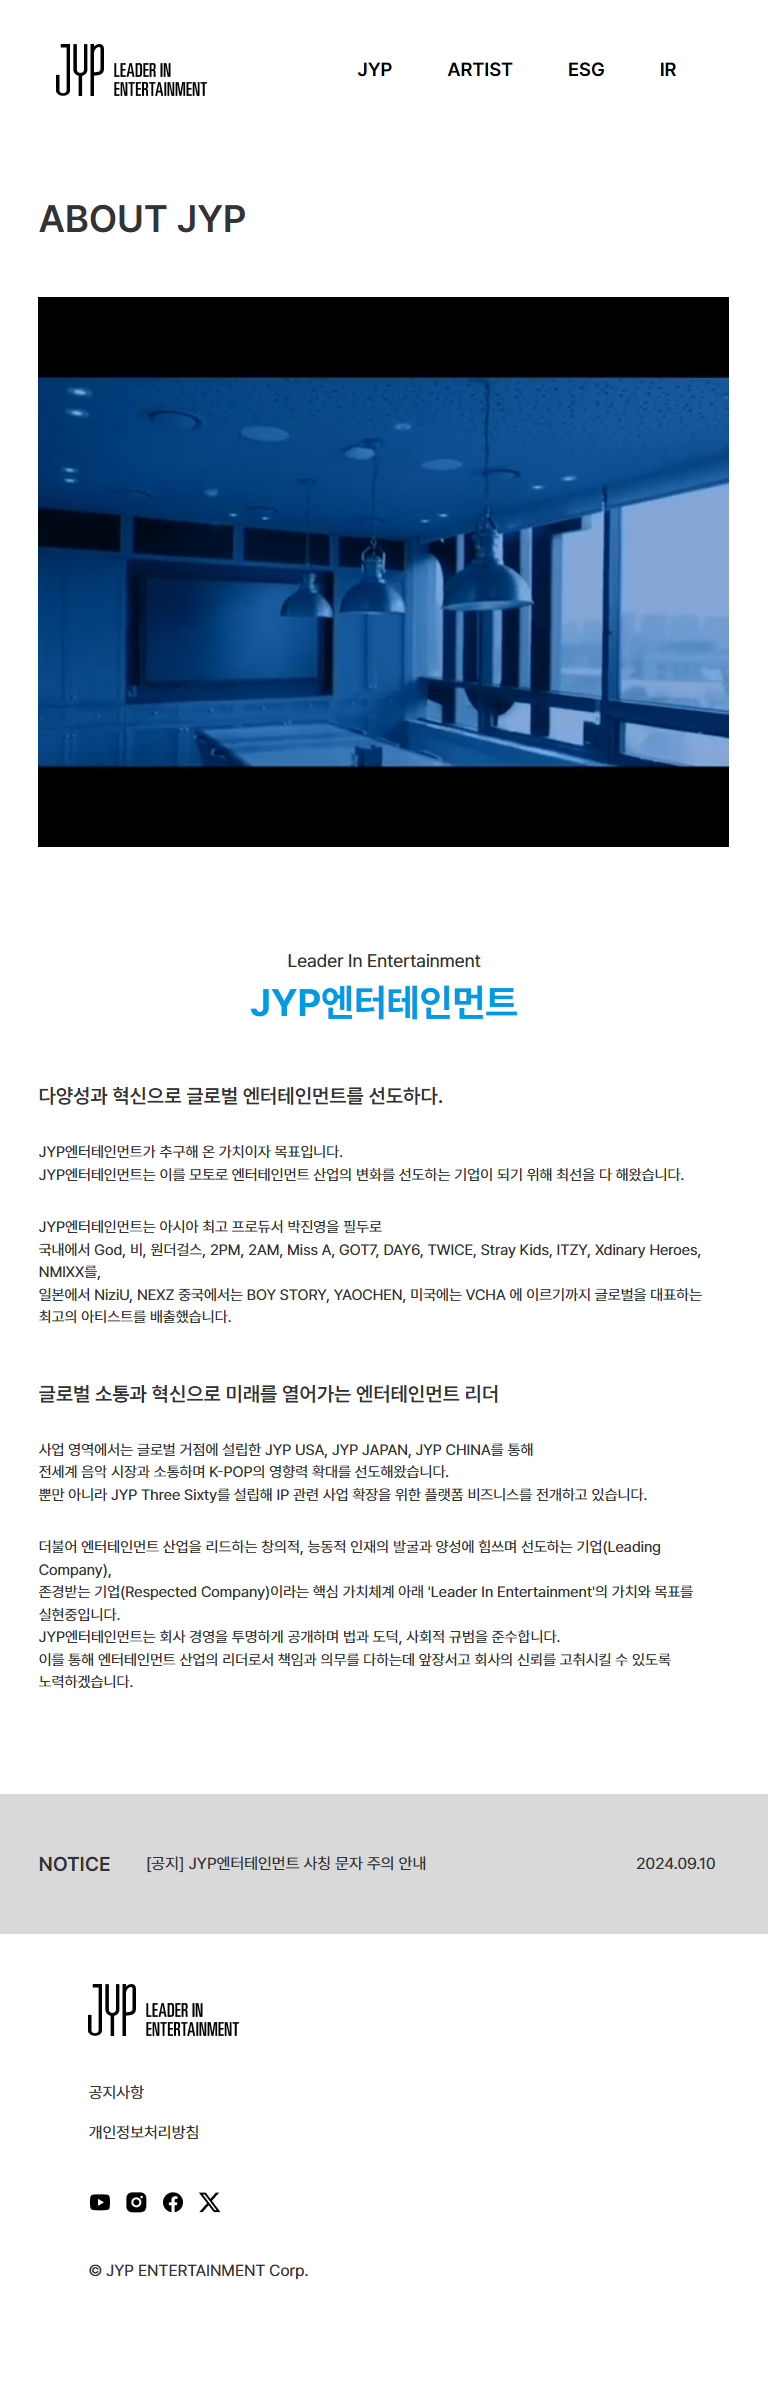 JYP LEADER IN
ENTERTAINMENT
JYP ARTIST ESG IR
ABOUT JYP
Leader In Entertainment
JYP엔터테인먼트
다양성과 혁신으로 글로벌 엔터테인먼트를 선도하다.
JYP엔터테인먼트가 추구해 온 가치이자 목표입니다.
JYP엔터테인먼트는 이를 모토로 엔터테인먼트 산업의 변화를 선도하는 기업이 되기 위해 최선을 다 해왔습니다.
JYP엔터테인먼트는 아시아 최고 프로듀서 박진영을 필두로
국내에서 God, 비, 원더걸스, 2PM, 2AM, Miss A, GOT7, DAY6, TWICE, Stray Kids, ITZY, Xdinary Heroes,
NMIXX를,
일본에서 NiziU, NEXZ 중국에서는 BOY STORY, YAOCHEN, 미국에는 VCHA 에 이르기까지 글로벌을 대표하는
최고의 아티스트를 배출했습니다.
글로벌 소통과 혁신으로 미래를 열어가는 엔터테인먼트 리더
사업 영역에서는 글로벌 거점에 설립한 JYP USA, JYP JAPAN, JYP CHINA를 통해
전세계 음악 시장과 소통하며 K-POP의 영향력 확대를 선도해왔습니다.
뿐만 아니라 JYP Three Sixty를 설립해 IP 관련 사업 확장을 위한 플랫폼 비즈니스를 전개하고 있습니다.
더불어 엔터테인먼트 산업을 리드하는 창의적, 능동적 인재의 발굴과 양성에 힘쓰며 선도하는 기업(Leading
Company),
존경받는 기업(Respected Company)이라는 핵심 가치체계 아래 'Leader In Entertainment'의 가치와 목표를
실현중입니다.
JYP엔터테인먼트는 회사 경영을 투명하게 공개하며 법과 도덕, 사회적 규범을 준수합니다.
이를 통해 엔터테인먼트 산업의 리더로서 책임과 의무를 다하는데 앞장서고 회사의 신뢰를 고취시킬 수 있도록
노력하겠습니다.
NOTICE [공지] JYP엔터테인먼트 사칭 문자 주의 안내 2024.09.10
JYP LEADER IN
ENTERTAINMENT
공지사항
개인정보처리방침
© JYP ENTERTAINMENT Corp.